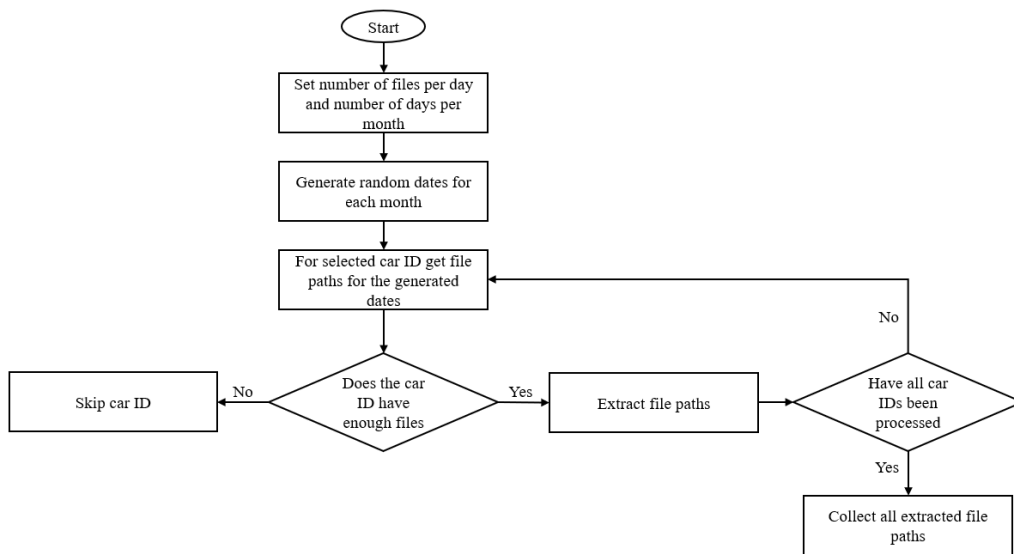 Start
Set number of files per day
and number of days per
month
Generate random dates for
each month
For selected car ID get file
paths for the generated
dates
No
Skip car ID
No
Does the car
ID have
enough files
Yes
Extract file paths
Have all car
IDs been
processed
Yes
Collect all extracted file
paths